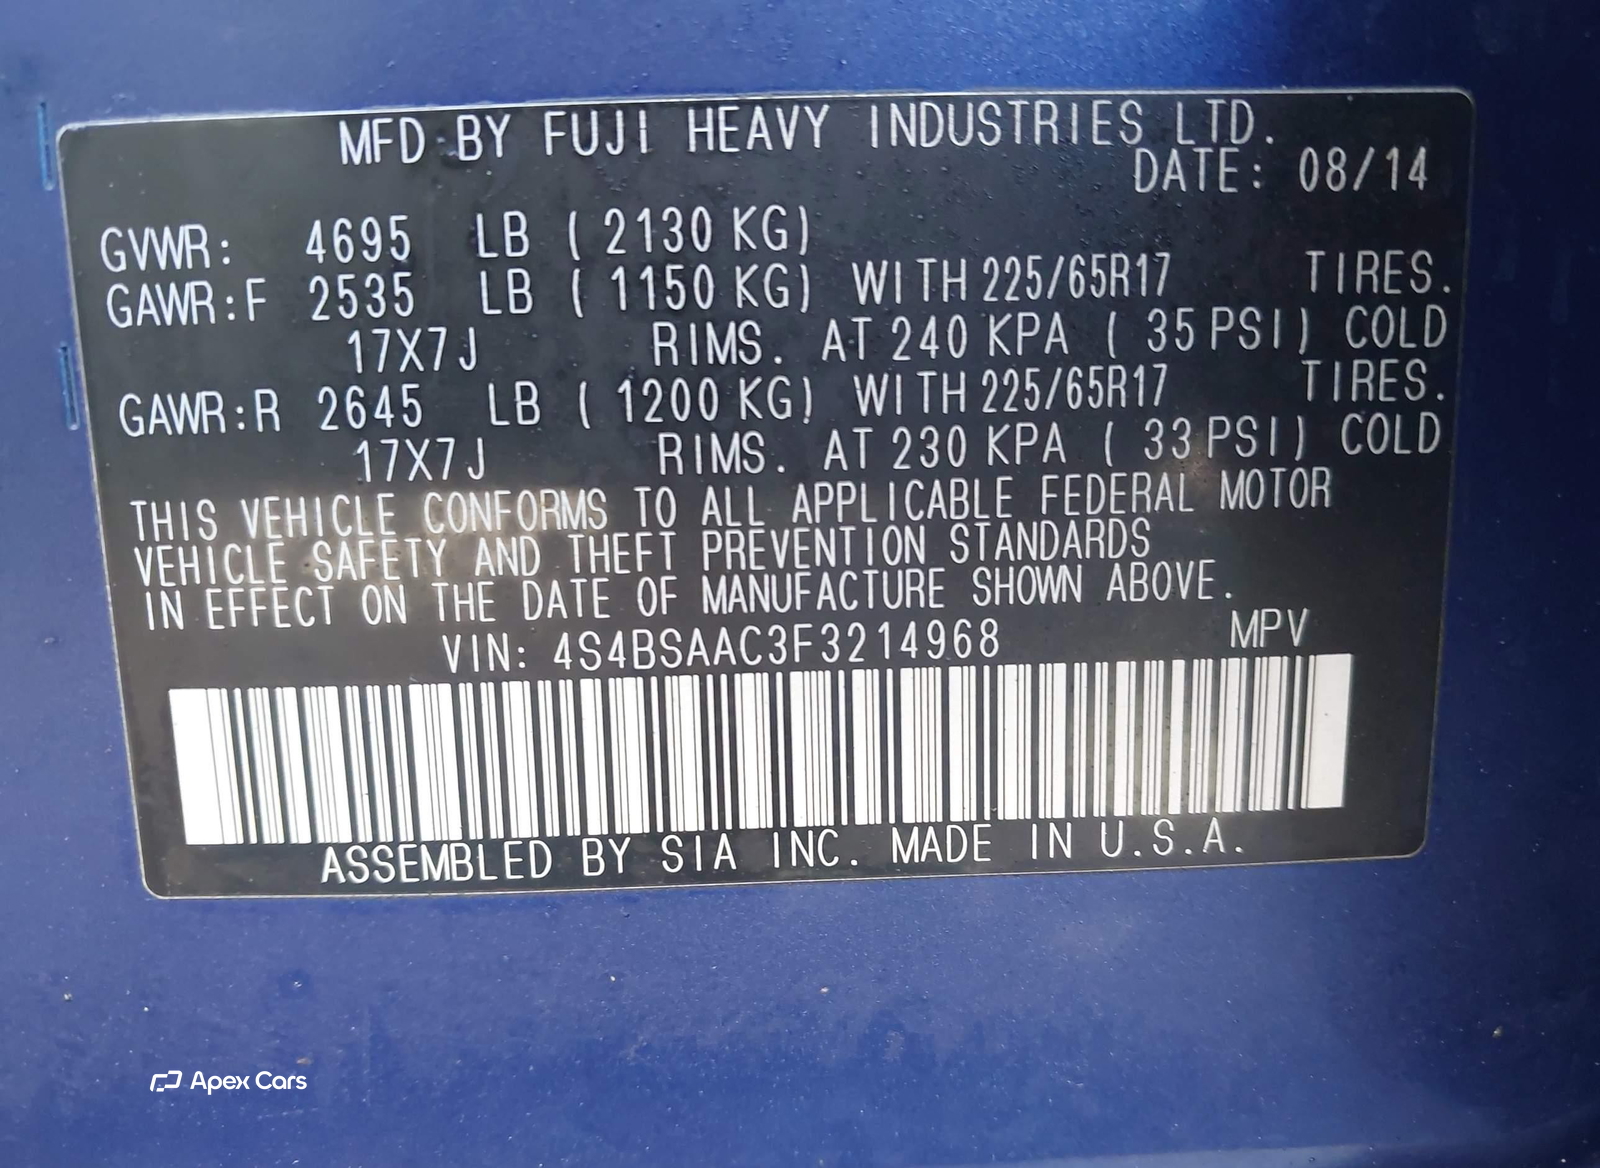 MFD BY FUJI HEAVY INDUSTRIES LTD.
DATE: 08/14
GVWR: 4695 LB ( 2130 KG)
GAWR:F 2535 LB ( 1150 KG) WITH 225/65R17 TIRES.
17X7J RIMS. AT 240 KPA ( 35 PSI) COLD
GAWR:R 2645 LB ( 1200 KG) WITH 225/65R17 TIRES.
17X7J RIMS. AT 230 KPA ( 33 PSI) COLD
THIS VEHICLE CONFORMS TO ALL APPLICABLE FEDERAL MOTOR
VEHICLE SAFETY AND THEFT PREVENTION STANDARDS
IN EFFECT ON THE DATE OF MANUFACTURE SHOWN ABOVE.
VIN: 4S4BSAAC3F3214968 MPV
ASSEMBLED BY SIA INC. MADE IN U.S.A.
Apex Cars